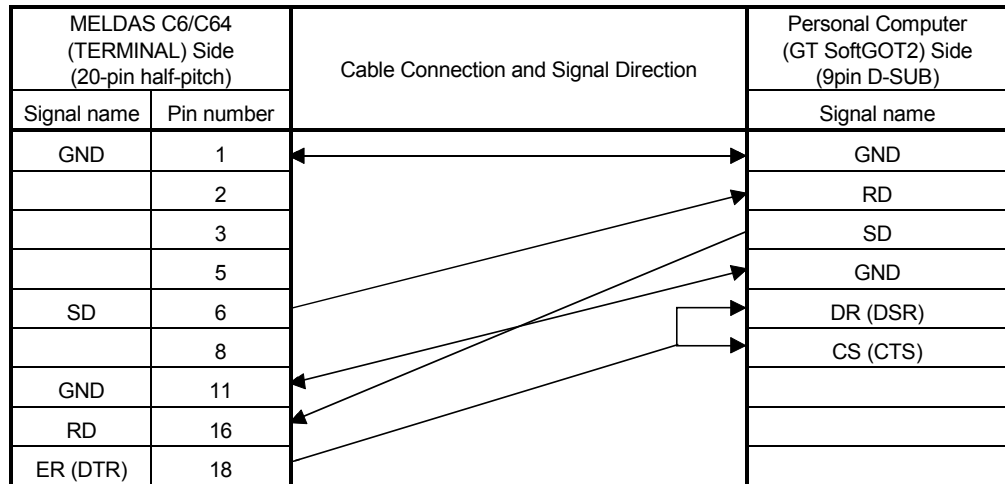 MELDAS C6/C64
(TERMINAL) Side
(20-pin half-pitch)
Cable Connection and Signal Direction
Personal Computer
(GT SoftGOT2) Side
(9pin D-SUB)
Signal name Pin number Signal name
GND 1 GND
2 RD
3 SD
5 GND
SD 6 DR (DSR)
8 CS (CTS)
GND 11
RD 16
ER (DTR) 18